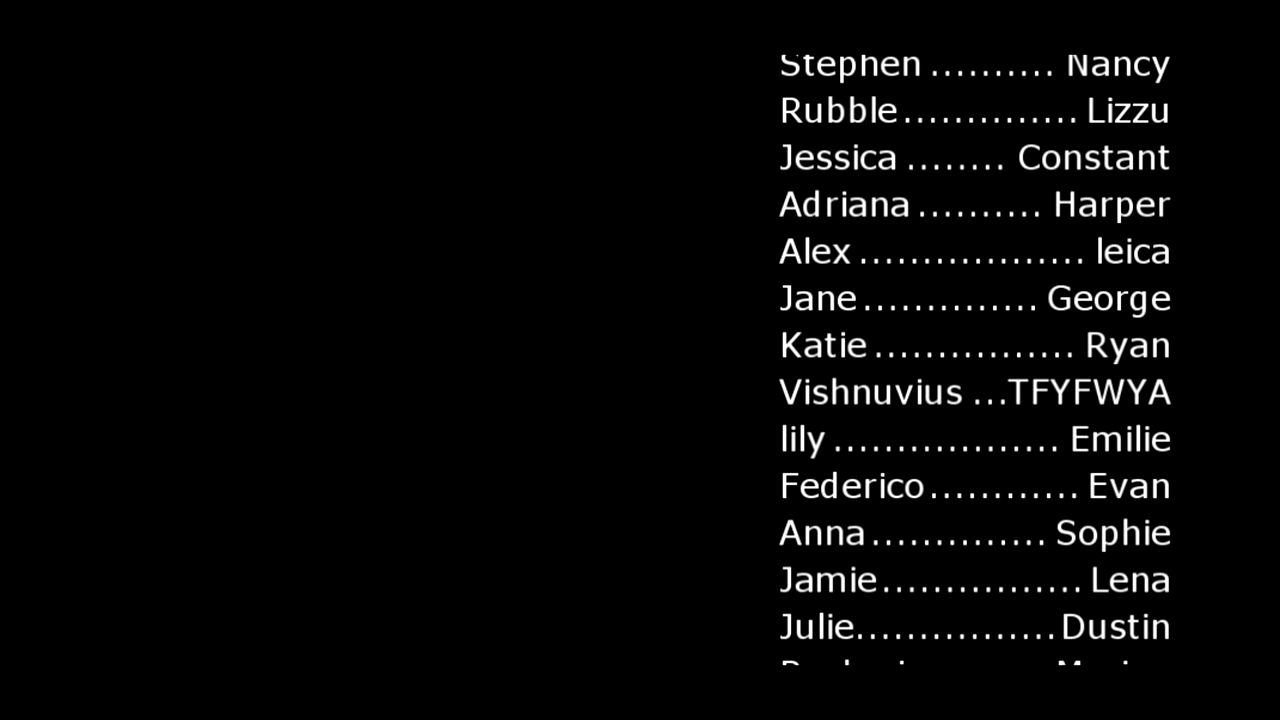 Stephen .......... Nancy
Rubble.............. Lizzu
Jessica ........ Constant
Adriana .......... Harper
Alex .................. leica
Jane.............. George
Katie ................ Ryan
Vishnuvius ...TFYFWYA
lily .................. Emilie
Federico............ Evan
Anna.............. Sophie
Jamie................ Lena
Julie................ Dustin